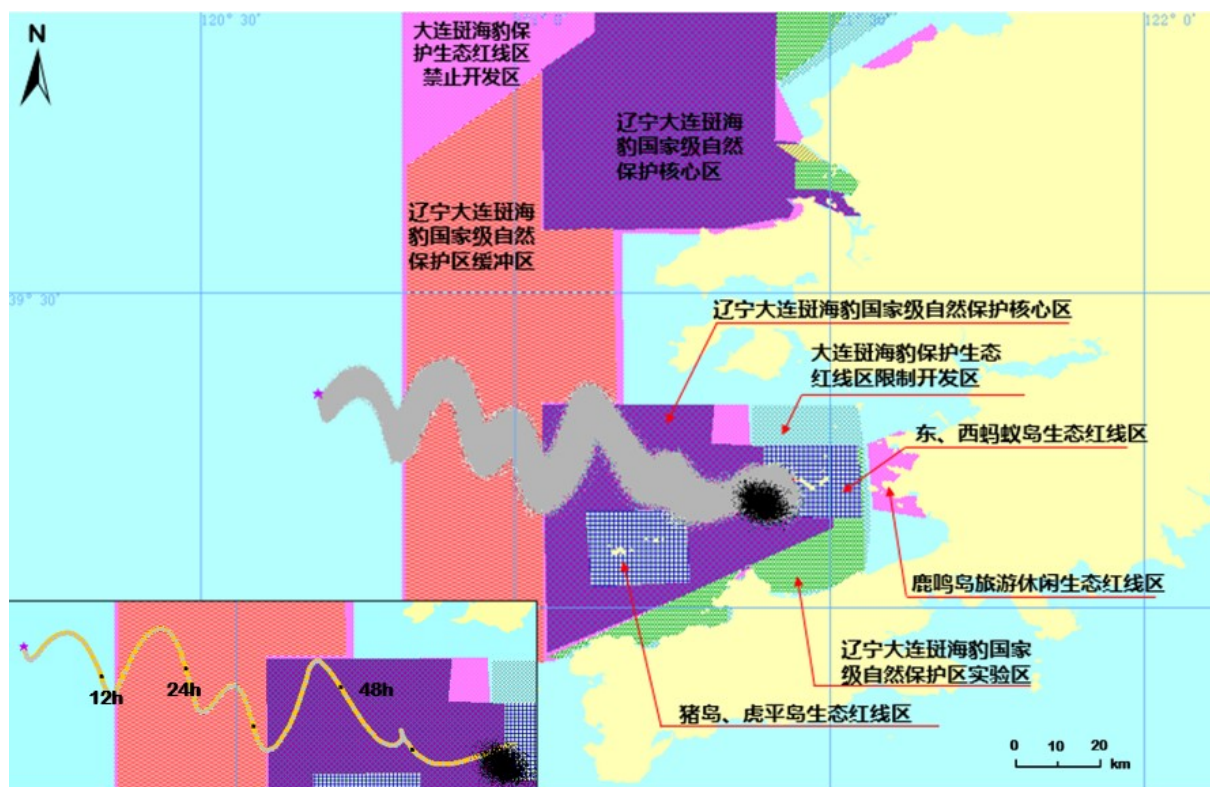 120° 30′
° 0′
21° 30′
122° 0′
N
大连斑海豹保
护生态红线区
禁止开发区
辽宁大连斑海
豹国家级自然
保护核心区
辽宁大连斑海
豹国家级自然
保护区缓冲区
39° 30′
辽宁大连斑海豹国家级自然保护核心区
大连斑海豹保护生态
红线区限制开发区
东、西蚂蚁岛生态红线区
鹿鸣岛旅游休闲生态红线区
辽宁大连斑海豹国家
级自然保护区实验区
猪岛、虎平岛生态红线区
12h
24h
48h
0 10 20
km